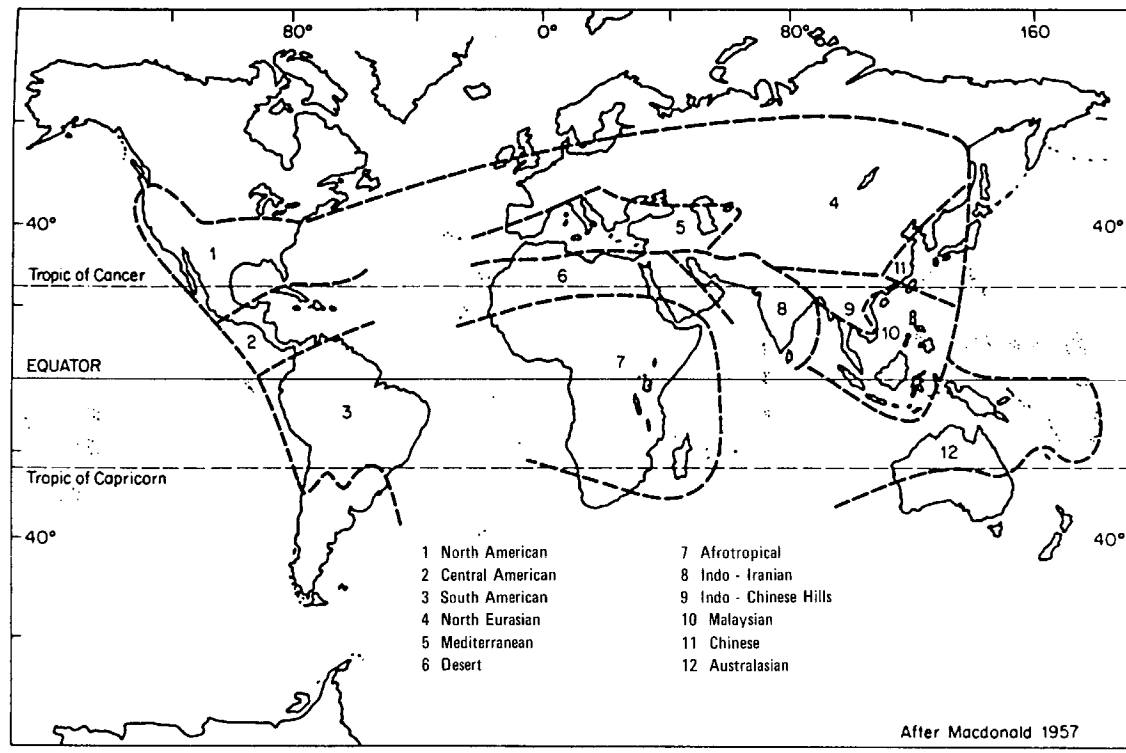 80°
0°
80°
160
4
40°
40°
1
5
11
Tropic of Cancer
6
8
9
10
2
7
EQUATOR
3
12
Tropic of Capricorn
40°
40°
1 North American
2 Central American
3 South American
4 North Eurasian
5 Mediterranean
6 Desert
7 Afrotropical
8 Indo - Iranian
9 Indo - Chinese Hills
10 Malaysian
11 Chinese
12 Australasian
After Macdonald 1957